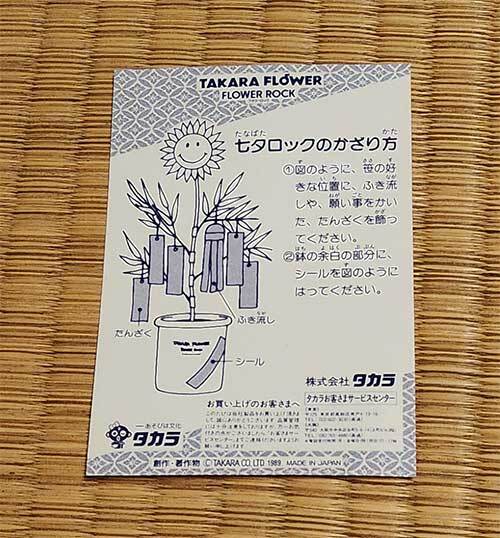 TAKARA FLOWER
FLOWER ROCK
七夕ロックのかざり方
①図のように、笹の好
きな位置に、ふき流
しや、願い事をかい
た、たんざくを飾っ
てください。
②鉢の余白の部分に、
シールを図のように
はってください。
たんざく
ふき流し
TAKARA FLOWER
シール
株式会社 タカラ
お買い上げのお客さまへ
タカラお客さまサービスセンター
あそびは文化
タカラ
創作・著作物 ©TAKARA CO.,LTD 1989 MADE IN JAPAN